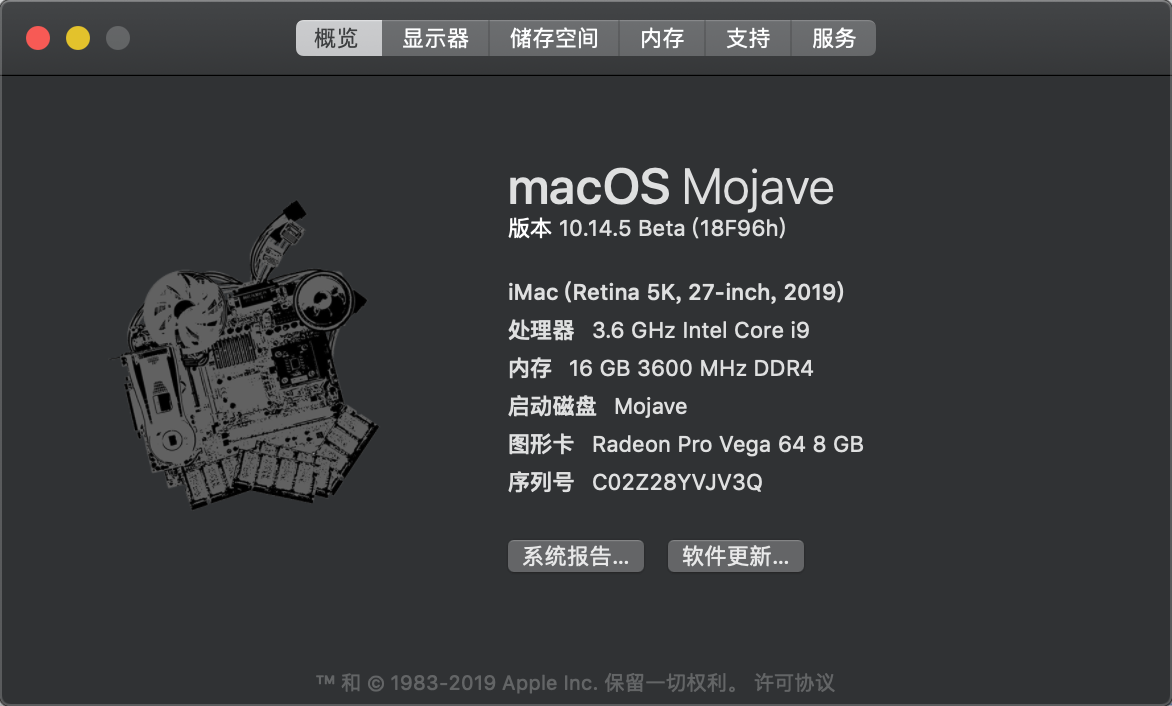 概览 显示器 储存空间 内存 支持 服务
macOS Mojave
版本 10.14.5 Beta (18F96h)
iMac (Retina 5K, 27-inch, 2019)
处理器 3.6 GHz Intel Core i9
内存 16 GB 3600 MHz DDR4
启动磁盘 Mojave
图形卡 Radeon Pro Vega 64 8 GB
序列号 C02Z28YVJV3Q
系统报告... 软件更新...
™ 和 © 1983-2019 Apple Inc. 保留一切权利。 许可协议